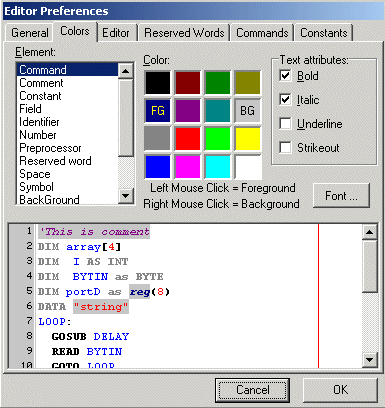 Editor Preferences
General Colors Editor Reserved Words Commands Constants
Element:
Command
Comment
Constant
Field
Identifier
Number
Preprocessor
Reserved word
Space
Symbol
BackGround
Color:
FG
BG
Left Mouse Click = Foreground
Right Mouse Click = Background
Text attributes:
Bold
Italic
Underline
Strikeout
Font ...
1 'This is comment
2 DIM array[4]
3 DIM I AS INT
4 DIM BYTIN as BYTE
5 DIM portD as reg(8)
6 DATA "string"
7 LOOP:
8 GOSUB DELAY
9 READ BYTIN
10 GOTO LOOP
Cancel
OK